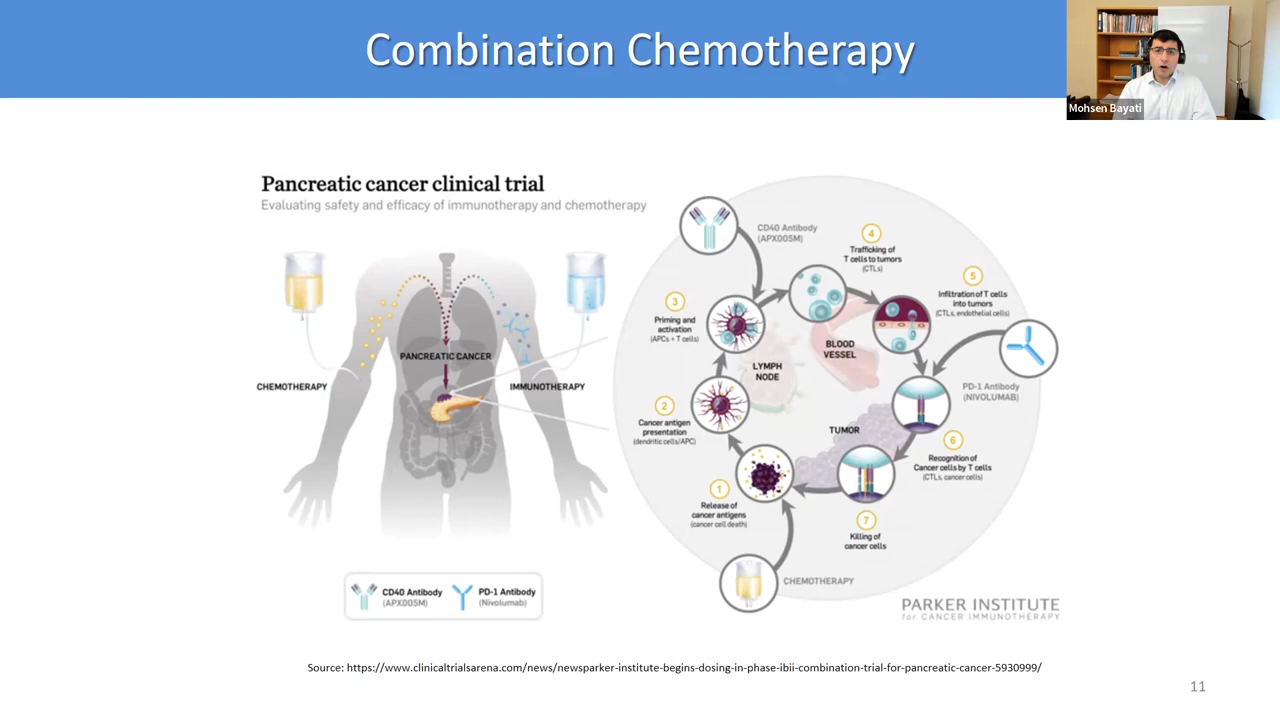 Combination Chemotherapy
Mohsen Bayati
Pancreatic cancer clinical trial
Evaluating safety and efficacy of immunotherapy and chemotherapy
CHEMOTHERAPY
PANCREATIC CANCER
IMMUNOTHERAPY
CD40 Antibody
(APX005M)
PD-1 Antibody
(Nivolumab)
CD40 Antibody
(APX005M)
4
Trafficking of
T cells to tumors
(CTLs)
5
Infiltration of T cells
into tumors
(CTLs, endothelial cells)
3
Priming and
activation
(APCs + T cells)
BLOOD
VESSEL
LYMPH
NODE
PD-1 Antibody
(NIVOLUMAB)
2
Cancer antigen
presentation
(dendritic cells/APC)
TUMOR
6
Recognition of
Cancer cells by T cells
(CTLs, cancer cells)
1
Release of
cancer antigens
(cancer cell death)
7
Killing of
cancer cells
CHEMOTHERAPY
PARKER INSTITUTE
for CANCER IMMUNOTHERAPY
Source: https://www.clinicaltrialsarena.com/news/newsparker-institute-begins-dosing-in-phase-ibii-combination-trial-for-pancreatic-cancer-5930999/
11